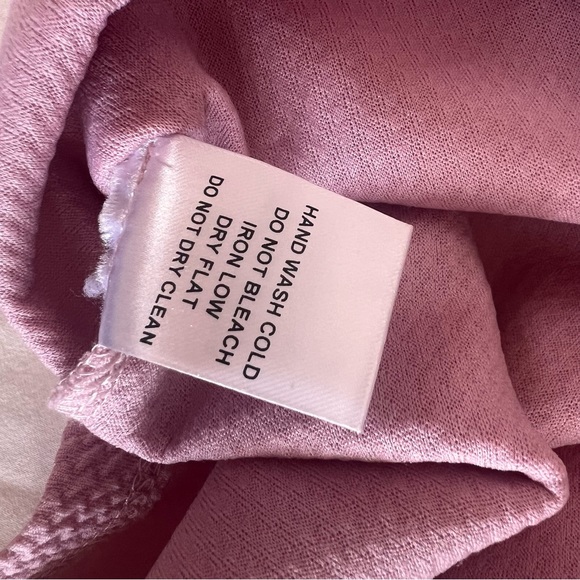 HAND WASH COLD
DO NOT BLEACH
IRON LOW
DRY FLAT
DO NOT DRY CLEAN